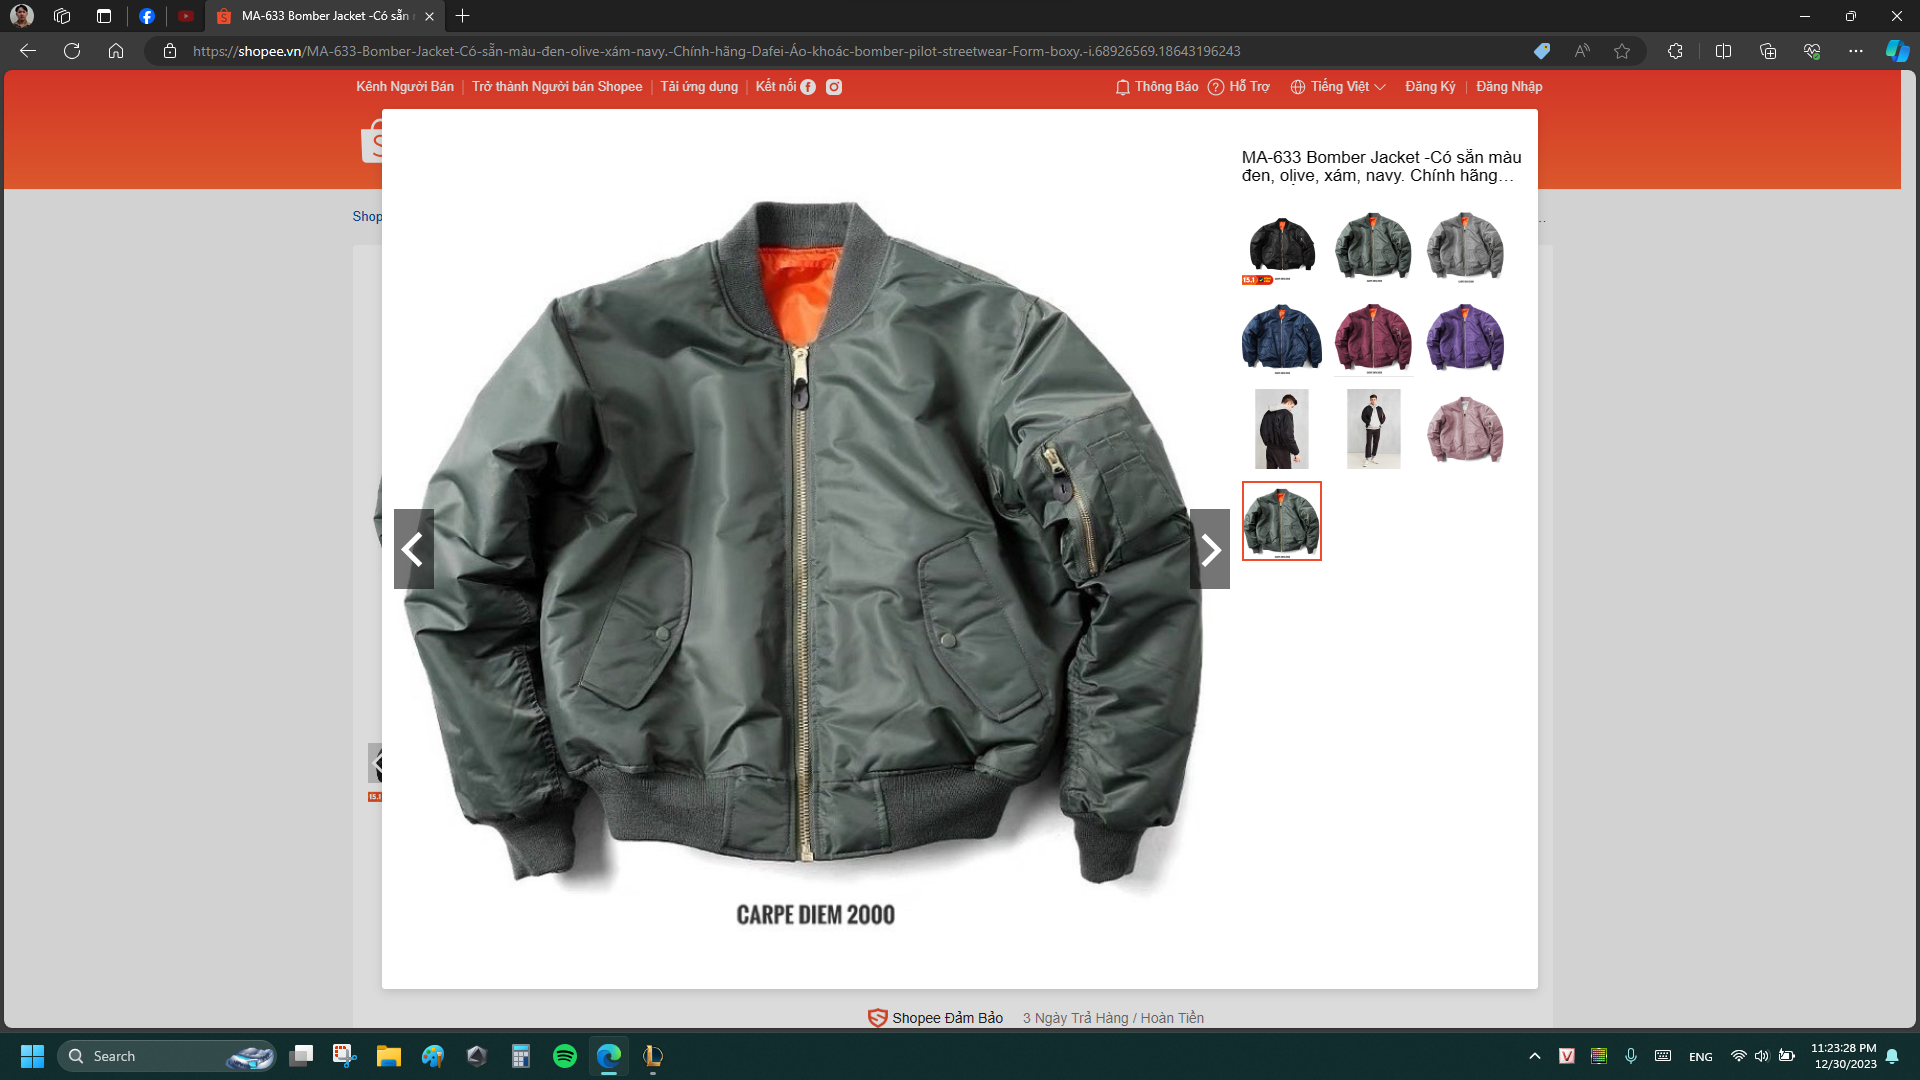 MA-633 Bomber Jacket -Có sẵn
https://shopee.vn/MA-633-Bomber-Jacket-Có-sẵn-màu-đen-olive-xám-navy.-Chính-hãng-Dafei-Áo-khoác-bomber-pilot-streetwear-Form-boxy.-i.68926569.18643196243
Kênh Người Bán
Trở thành Người bán Shopee
Tải ứng dụng
Kết nối
Thông Báo
Hỗ Trợ
Tiếng Việt
Đăng Ký
Đăng Nhập
Shop
MA-633 Bomber Jacket -Có sẵn màu
đen, olive, xám, navy. Chính hãng...
15.1
CARPE DIEM 2000
15.1
Shopee Đảm Bảo
3 Ngày Trả Hàng / Hoàn Tiền
Search
ENG
11:23:28 PM
12/30/2023